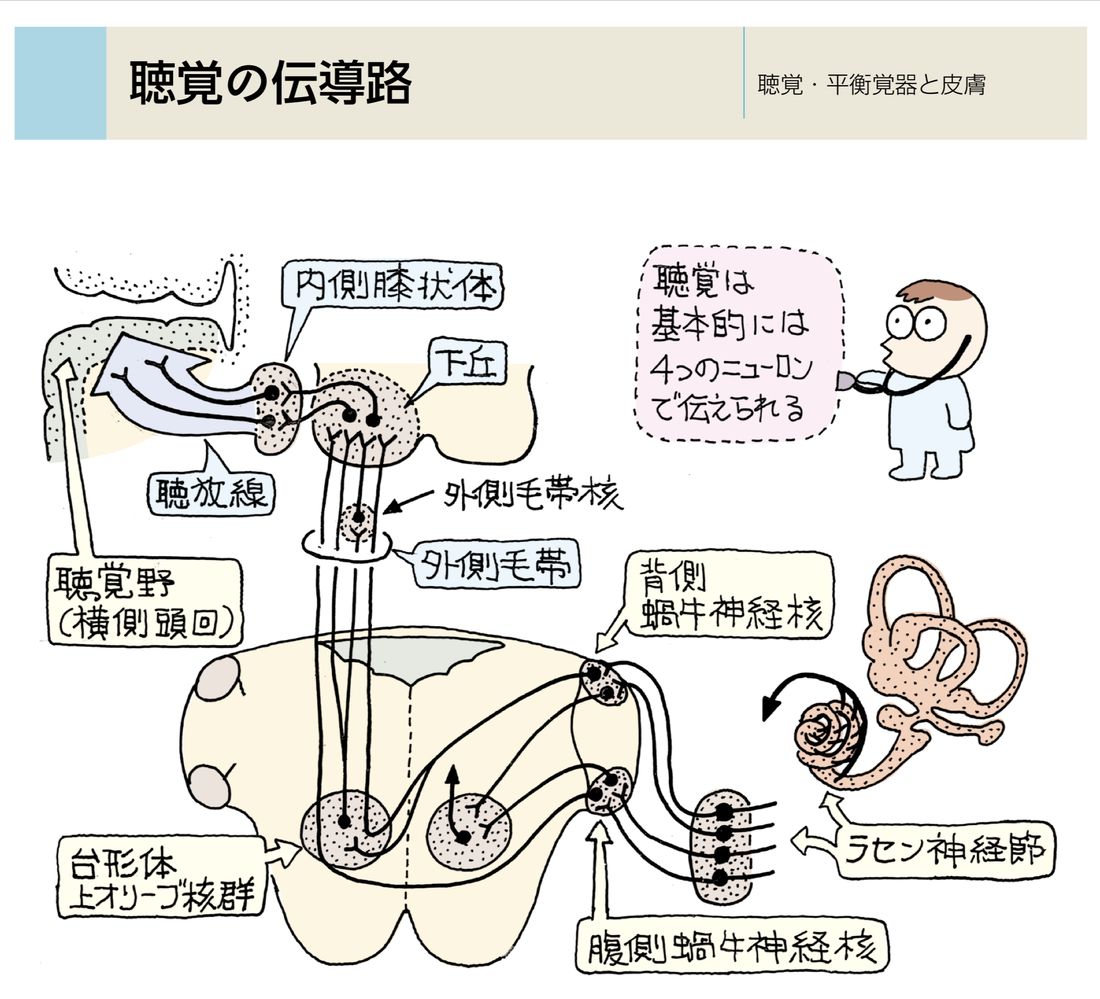 聴覚の伝導路
聴覚・平衡覚器と皮膚
内側膝状体
下丘
聴覚は
基本的には
4つのニューロン
で伝えられる
聴放線
外側毛帯核
外側毛帯
聴覚野
(横側頭回)
背側
蝸牛神経核
台形体
上オリーブ核群
ラセン神経節
腹側蝸牛神経核